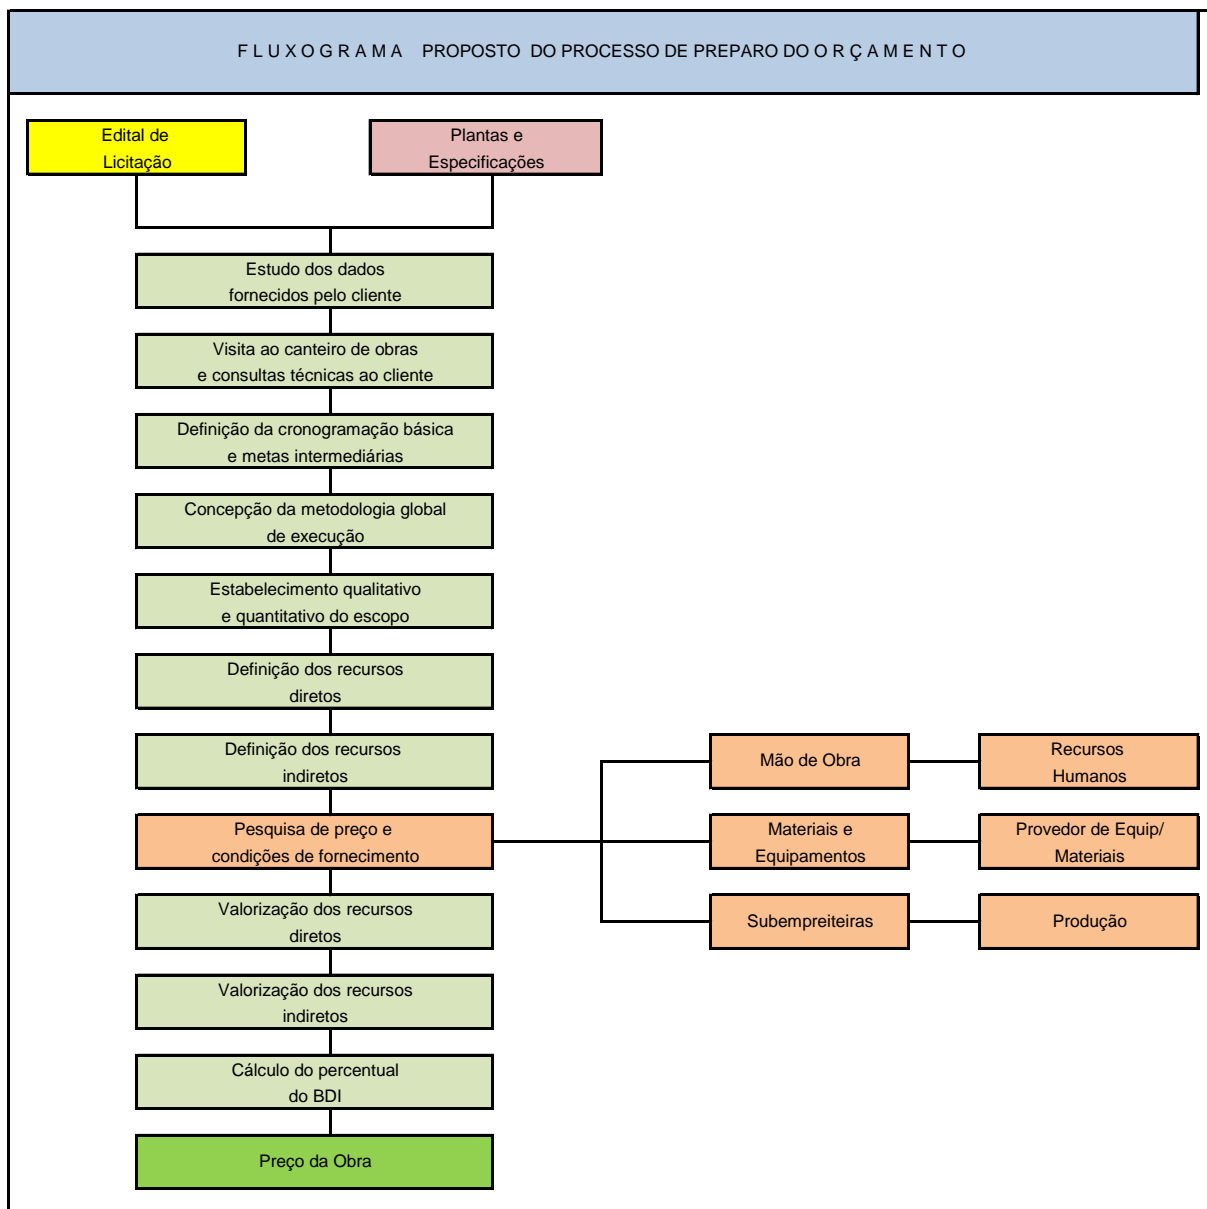 F L U X O G R A M A PROPOSTO DO PROCESSO DE PREPARO DO O R Ç A M E N T O
Edital de
Licitação
Plantas e
Especificações
Estudo dos dados
fornecidos pelo cliente
Visita ao canteiro de obras
e consultas técnicas ao cliente
Definição da cronogramação básica
e metas intermediárias
Concepção da metodologia global
de execução
Estabelecimento qualitativo
e quantitativo do escopo
Definição dos recursos
diretos
Definição dos recursos
indiretos
Mão de Obra
Recursos
Humanos
Pesquisa de preço e
condições de fornecimento
Materiais e
Equipamentos
Provedor de Equip/
Materiais
Valorização dos recursos
diretos
Subempreiteiras
Produção
Valorização dos recursos
indiretos
Cálculo do percentual
do BDI
Preço da Obra